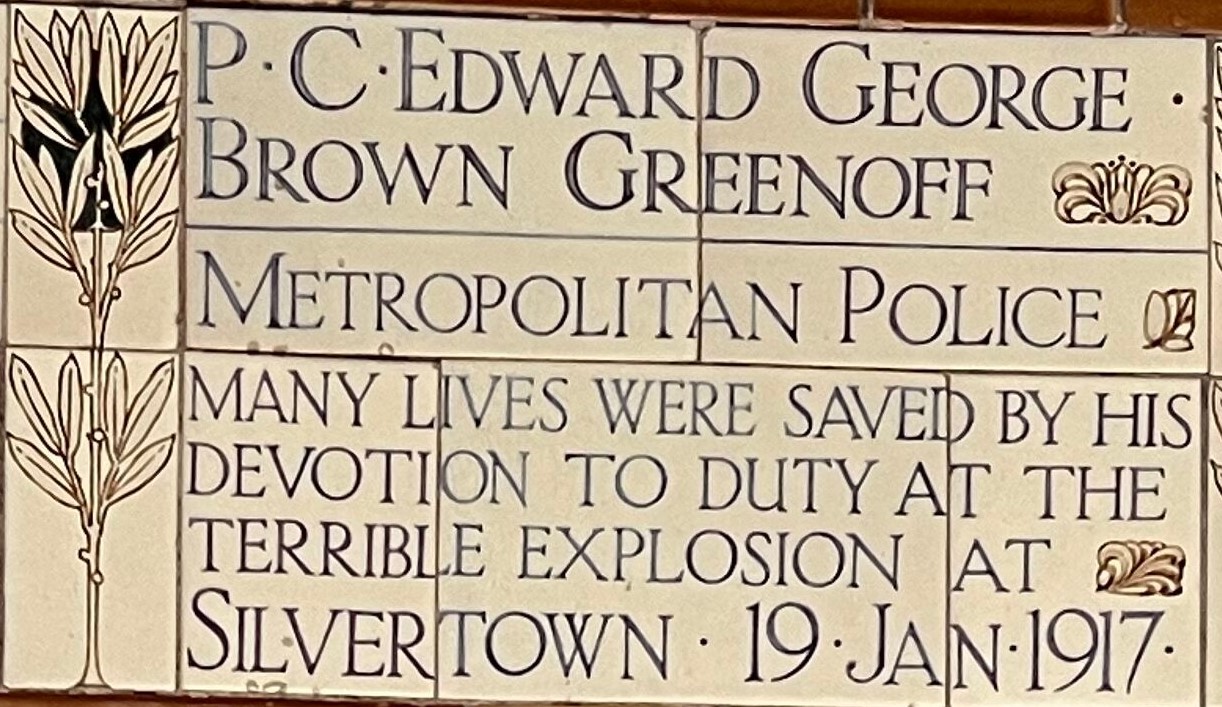 P·C·EDWARD GEORGE ·
BROWN GREENOFF
METROPOLITAN POLICE
MANY LIVES WERE SAVED BY HIS
DEVOTION TO DUTY AT THE
TERRIBLE EXPLOSION AT
SILVERTOWN · 19·JAN·1917·